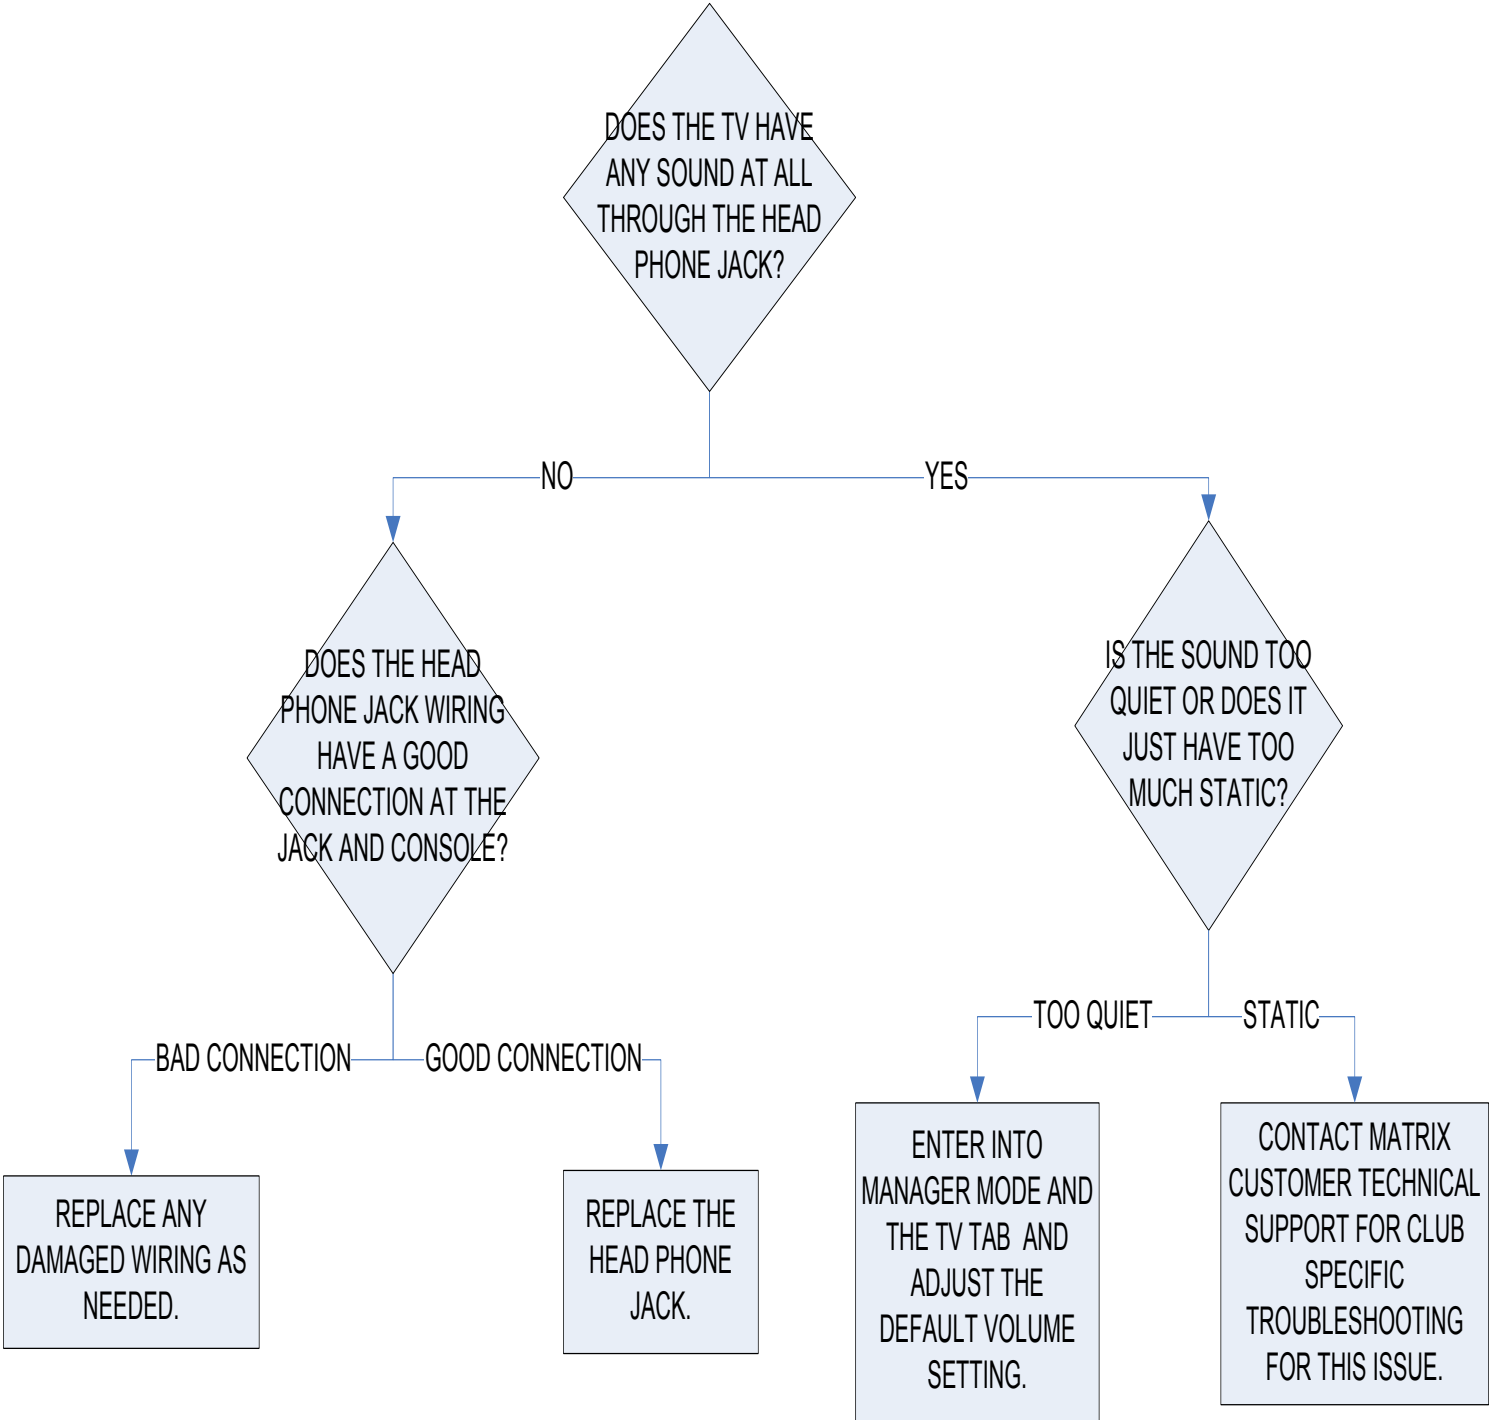 DOES THE TV HAVE
ANY SOUND AT ALL
THROUGH THE HEAD
PHONE JACK?
NO
YES
DOES THE HEAD
PHONE JACK WIRING
HAVE A GOOD
CONNECTION AT THE
JACK AND CONSOLE?
IS THE SOUND TOO
QUIET OR DOES IT
JUST HAVE TOO
MUCH STATIC?
BAD CONNECTION
GOOD CONNECTION
TOO QUIET
STATIC
REPLACE ANY
DAMAGED WIRING AS
NEEDED.
REPLACE THE
HEAD PHONE
JACK.
ENTER INTO
MANAGER MODE AND
THE TV TAB AND
ADJUST THE
DEFAULT VOLUME
SETTING.
CONTACT MATRIX
CUSTOMER TECHNICAL
SUPPORT FOR CLUB
SPECIFIC
TROUBLESHOOTING
FOR THIS ISSUE.